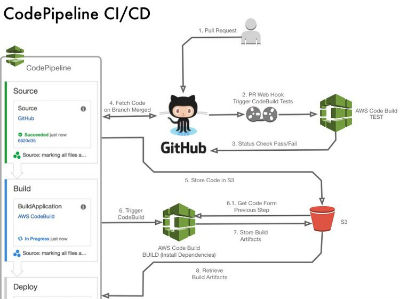 CodePipeline CI/CD
1. Pull Request
CodePipeline
Source
Source
GitHub
Succeeded just now
Source: marking all files a...
4. Fetch Code
on Branch Merged
GitHub
2. PR Web Hook
Trigger CodeBuild Tests
AWS Code Build
TEST
3. Status Check Pass/Fail
5. Store Code in S3
Build
BuildApplication
AWS CodeBuild
In Progress just now
Source: marking all files a...
6. Trigger
CodeBuild
6.1. Get Code Form
Previous Step
S3
7. Store Build
Artifacts
AWS Code Build
BUILD (Install Dependencies)
8. Retrieve
Build Artifacts
Deploy